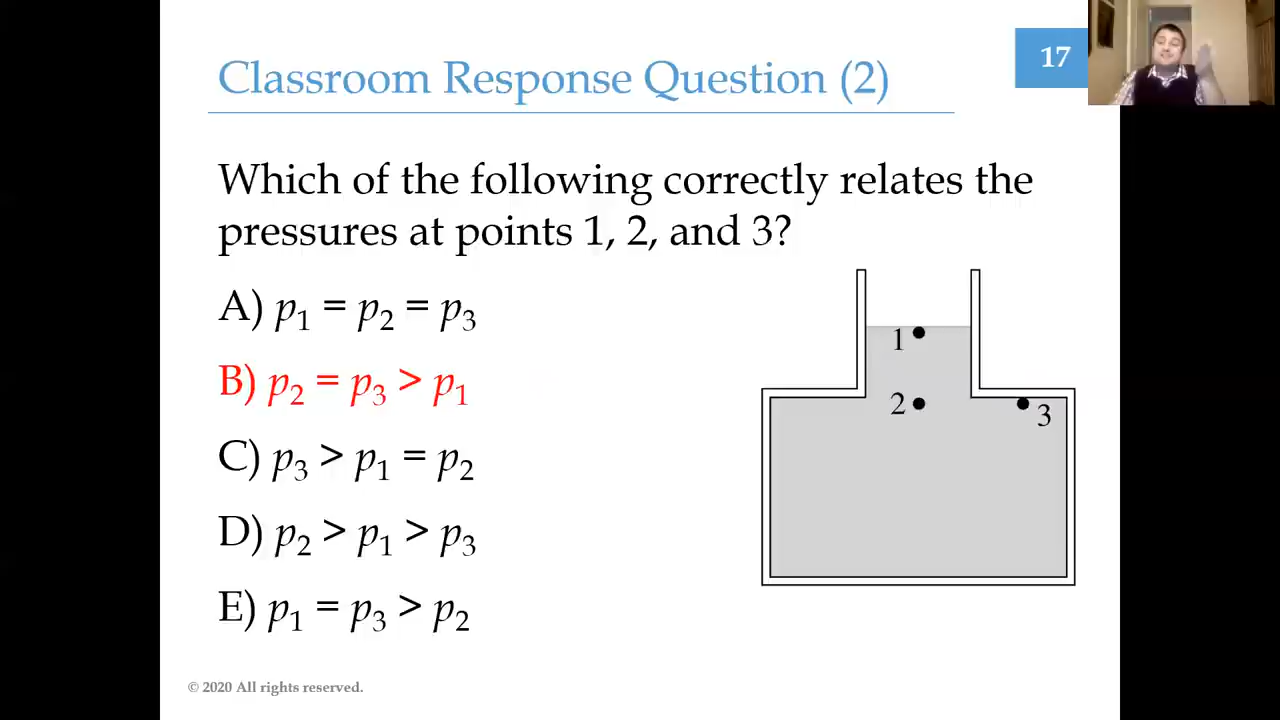 Classroom Response Question (2)
17
Which of the following correctly relates the
pressures at points 1, 2, and 3?
A) p₁ = p₂ = p₃
B) p₂ = p₃ > p₁
C) p₃ > p₁ = p₂
D) p₂ > p₁ > p₃
E) p₁ = p₃ > p₂
1
2
3
© 2020 All rights reserved.